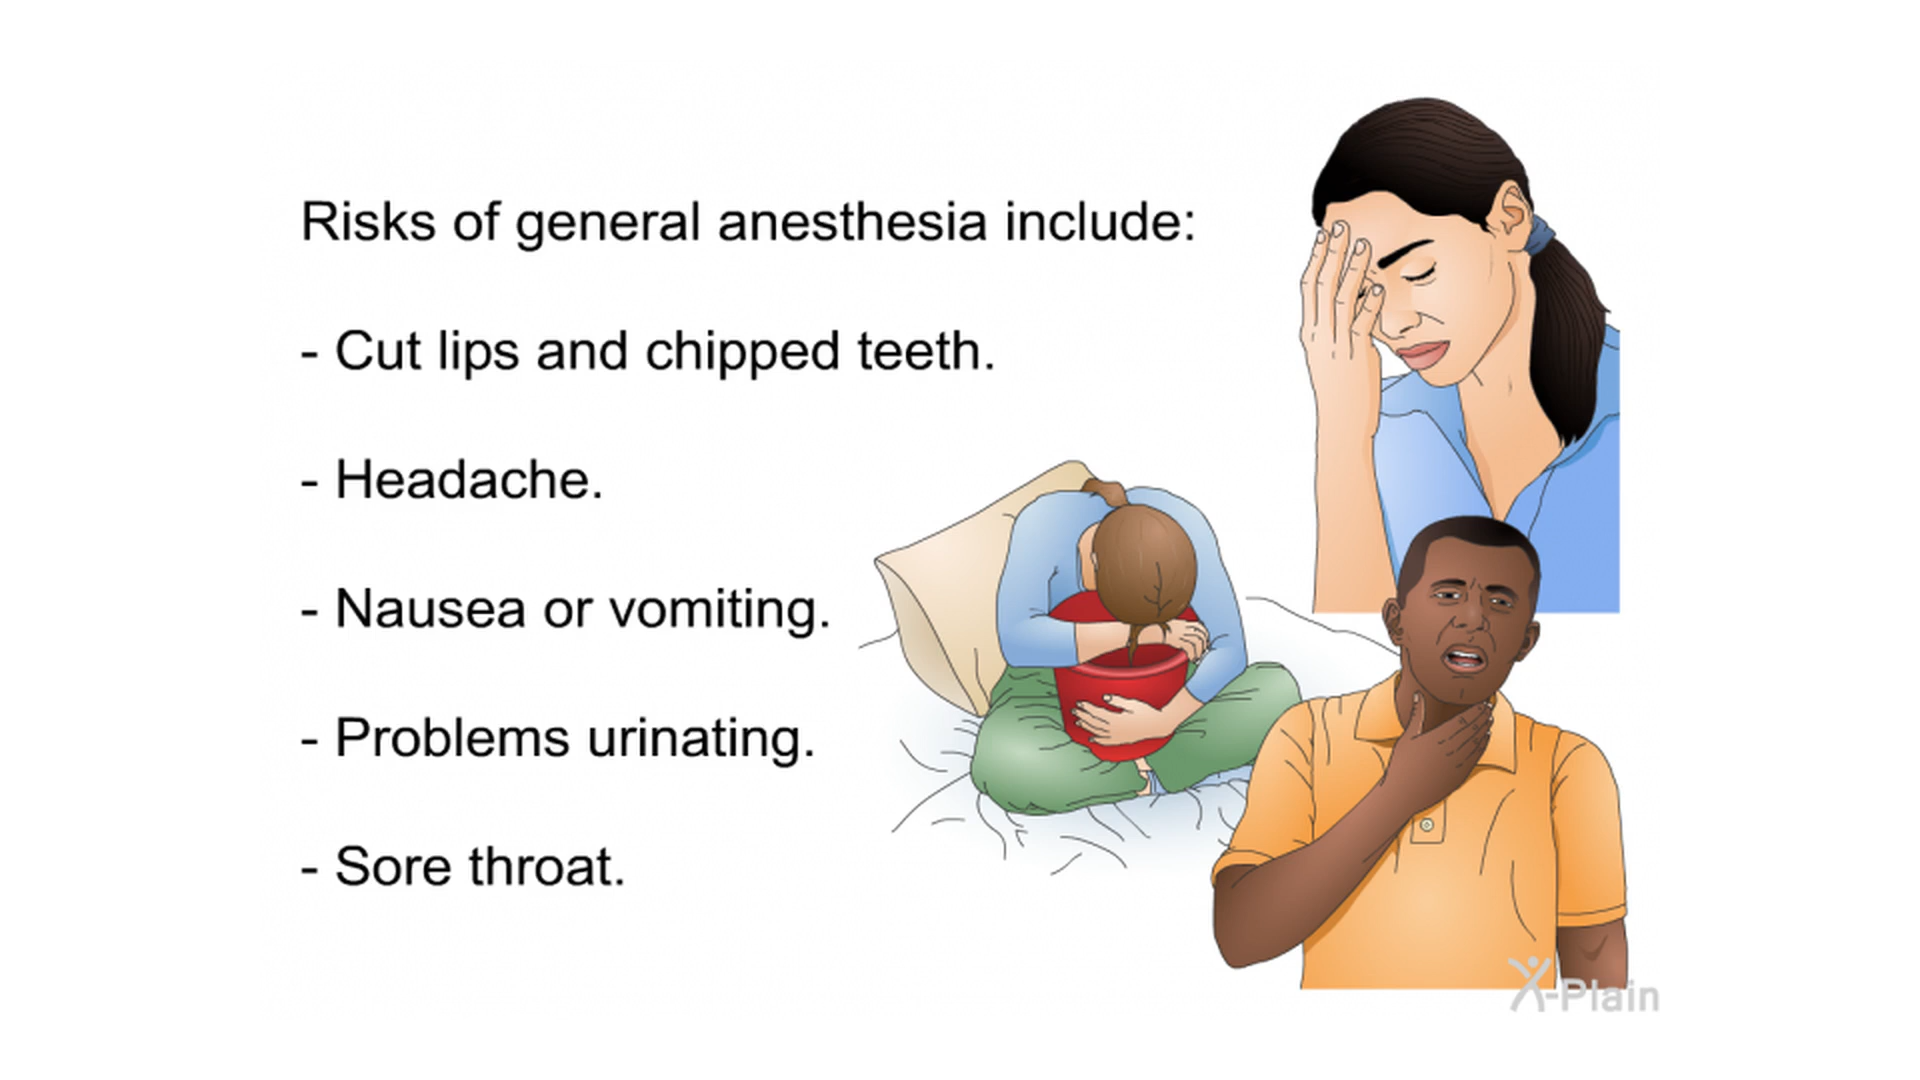 Risks of general anesthesia include:
- Cut lips and chipped teeth.
- Headache.
- Nausea or vomiting.
- Problems urinating.
- Sore throat.
X-Plain